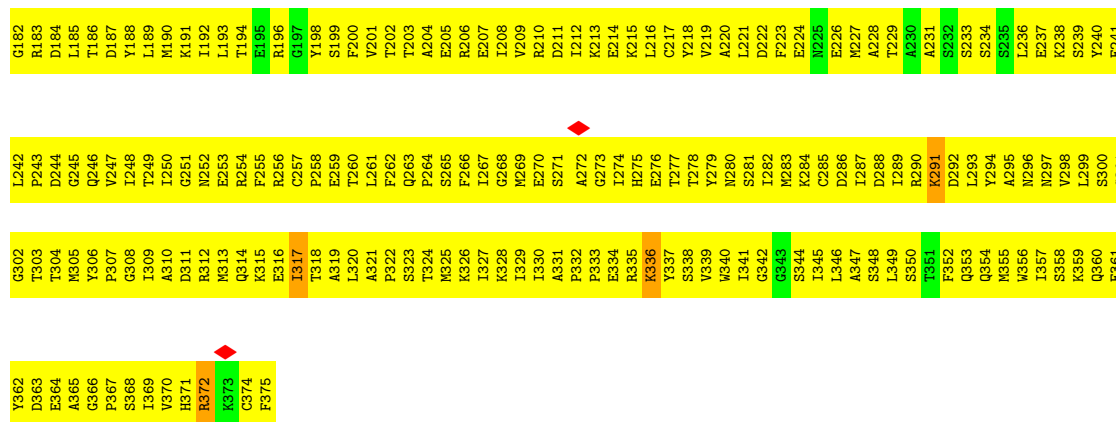 G182 R183 D184 L185 T186 D187 Y188 L189 M190 K191 I192 L193 T194 E195 R196 G197 Y198 S199 F200 V201 T202 T203 A204 E205 R206 E207 I208 V209 R210 D211 I212 K213 E214 K215 L216 C217 Y218 V219 A220 L221 D222 F223 E224 N225 E226 M227 A228 T229 A230 A231 S232 S233 S234 S235 L236 E237 K238 S239 Y240 E241
L242 P243 D244 G245 Q246 V247 I248 T249 I250 G251 N252 E253 R254 F255 R256 C257 P258 E259 T260 L261 F262 Q263 P264 S265 F266 I267 G268 M269 E270 S271 A272 G273 I274 H275 E276 T277 T278 Y279 N280 S281 I282 M283 K284 C285 D286 I287 D288 I289 R290 K291 D292 L293 Y294 A295 N296 N297 V298 L299 S300
G302 T303 T304 M305 Y306 P307 G308 I309 A310 D311 R312 M313 Q314 K315 E316 I317 T318 A319 L320 A321 P322 S323 T324 M325 K326 I327 K328 I329 I330 A331 P332 P333 E334 R335 K336 Y337 S338 V339 W340 I341 G342 G343 S344 I345 L346 A347 S348 L349 S350 T351 F352 Q353 Q354 M355 W356 I357 S358 K359 Q360 E361
Y362 D363 E364 A365 G366 P367 S368 I369 V370 H371 R372 K373 C374 F375